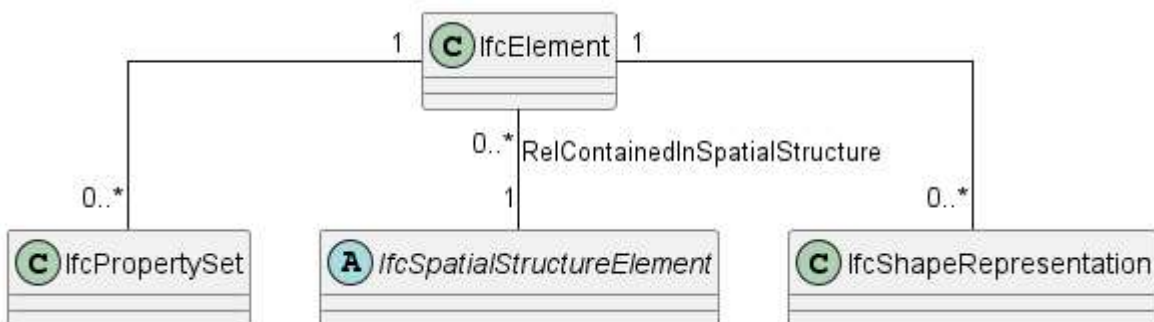 1 C IfcElement 1
0..* RelContainedInSpatialStructure
0..* 1 0..*
C IfcPropertySet A IfcSpatialStructureElement C IfcShapeRepresentation